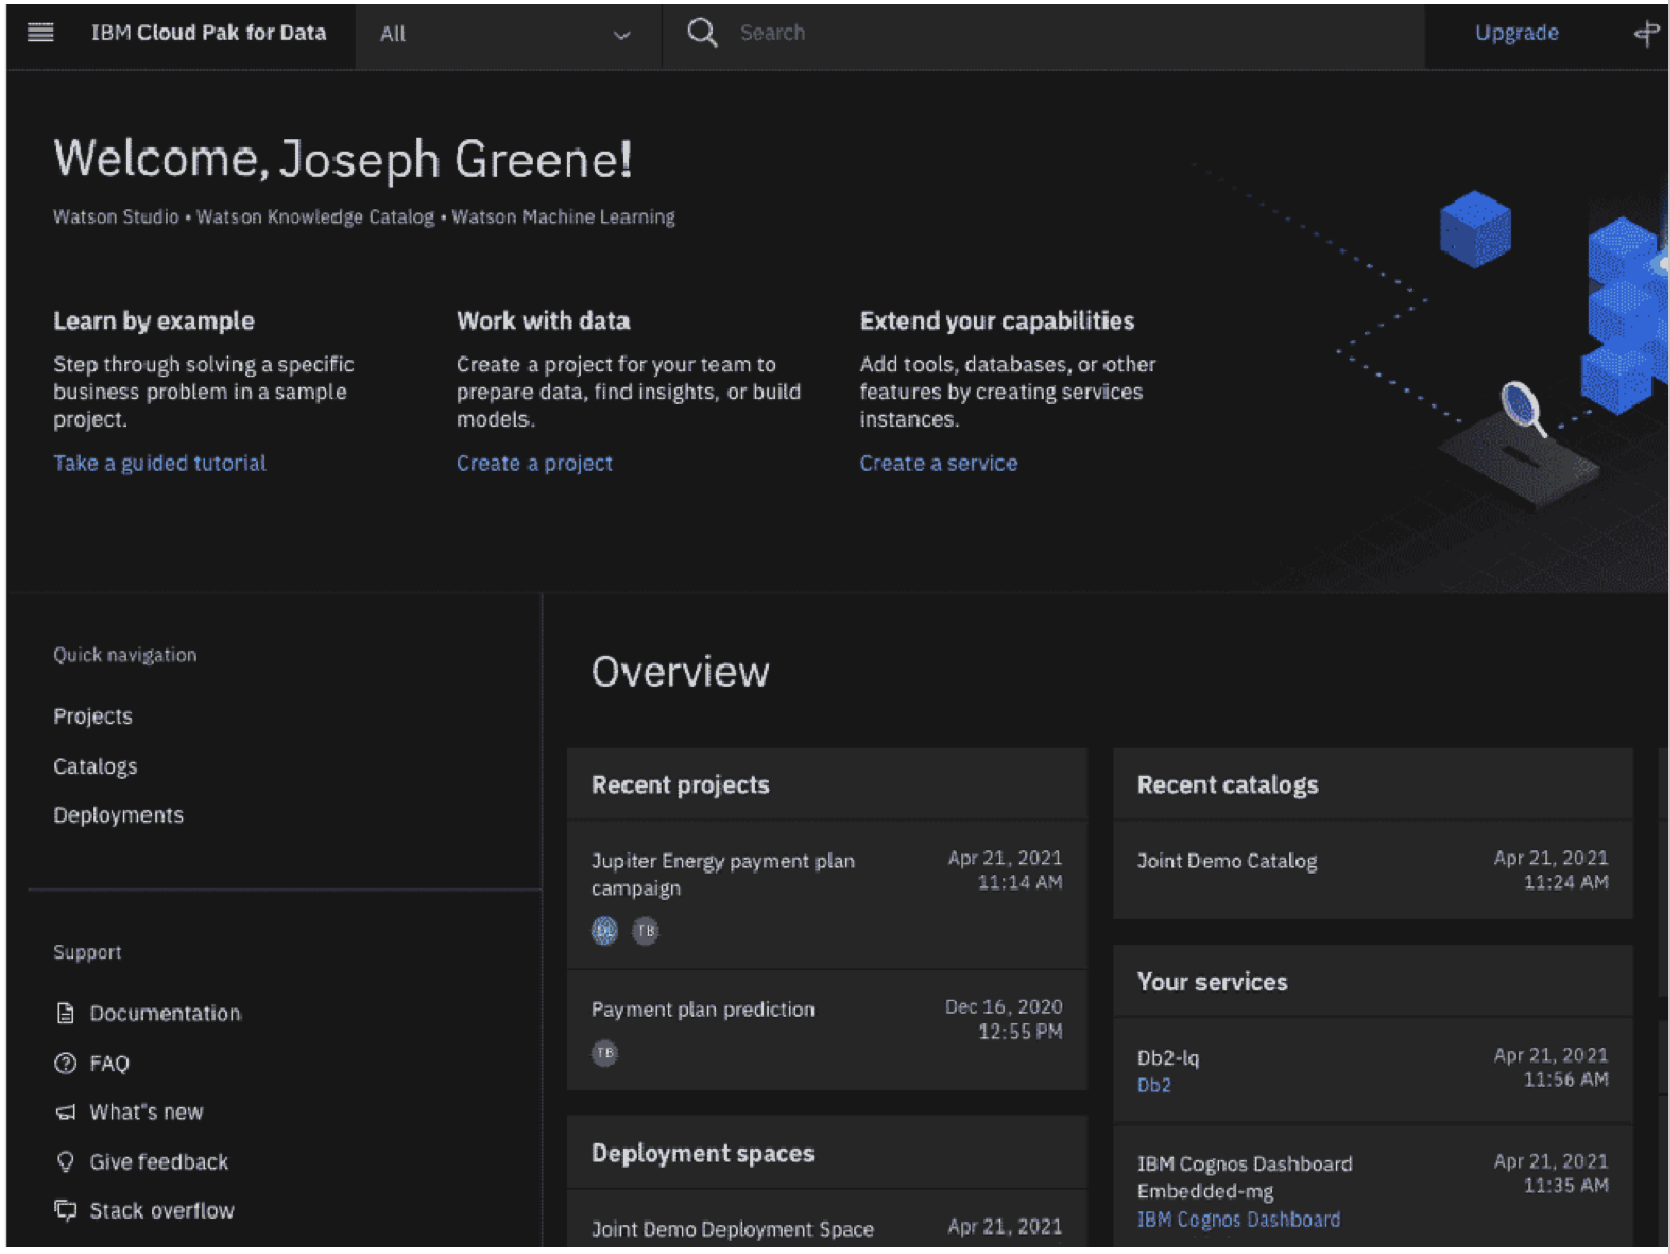 IBM Cloud Pak for Data
All
Search
Upgrade
Welcome, Joseph Greene!
Watson Studio • Watson Knowledge Catalog • Watson Machine Learning
Learn by example
Step through solving a specific
business problem in a sample
project.
Take a guided tutorial
Work with data
Create a project for your team to
prepare data, find insights, or build
models.
Create a project
Extend your capabilities
Add tools, databases, or other
features by creating services
instances.
Create a service
Quick navigation
Projects
Catalogs
Deployments
Support
Documentation
FAQ
What"s new
Give feedback
Stack overflow
Overview
Recent projects
Jupiter Energy payment plan
campaign
Apr 21, 2021
11:14 AM
TB
Payment plan prediction
Dec 16, 2020
12:55 PM
TB
Deployment spaces
Joint Demo Deployment Space
Apr 21, 2021
Recent catalogs
Joint Demo Catalog
Apr 21, 2021
11:24 AM
Your services
Db2-lq
Db2
Apr 21, 2021
11:56 AM
IBM Cognos Dashboard
Embedded-mg
IBM Cognos Dashboard
Apr 21, 2021
11:35 AM